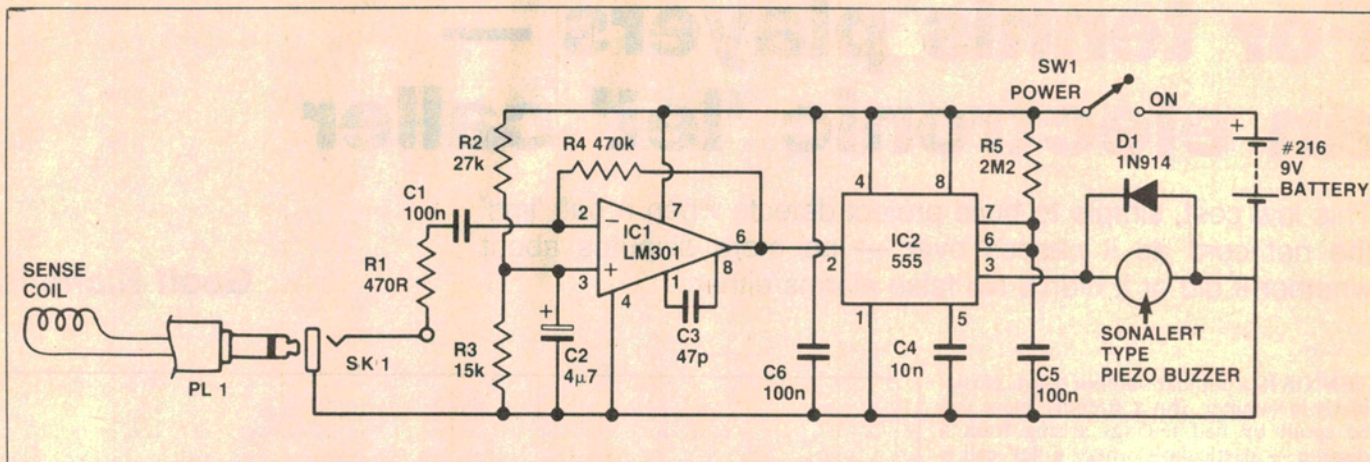 SENSE
COIL
PL 1
SK 1
R1
470R
C1
100n
R2
27k
R3
15k
C2
4μ7
R4 470k
2
3
+
7
IC1
LM301
6
1
8
4
C3
47p
C6
100n
4
8
2
IC2
555
7
6
3
1
5
C4
10n
R5
2M2
C5
100n
SW1
POWER
ON
D1
1N914
SONALERT
TYPE
PIEZO BUZZER
+
#216
9V
BATTERY